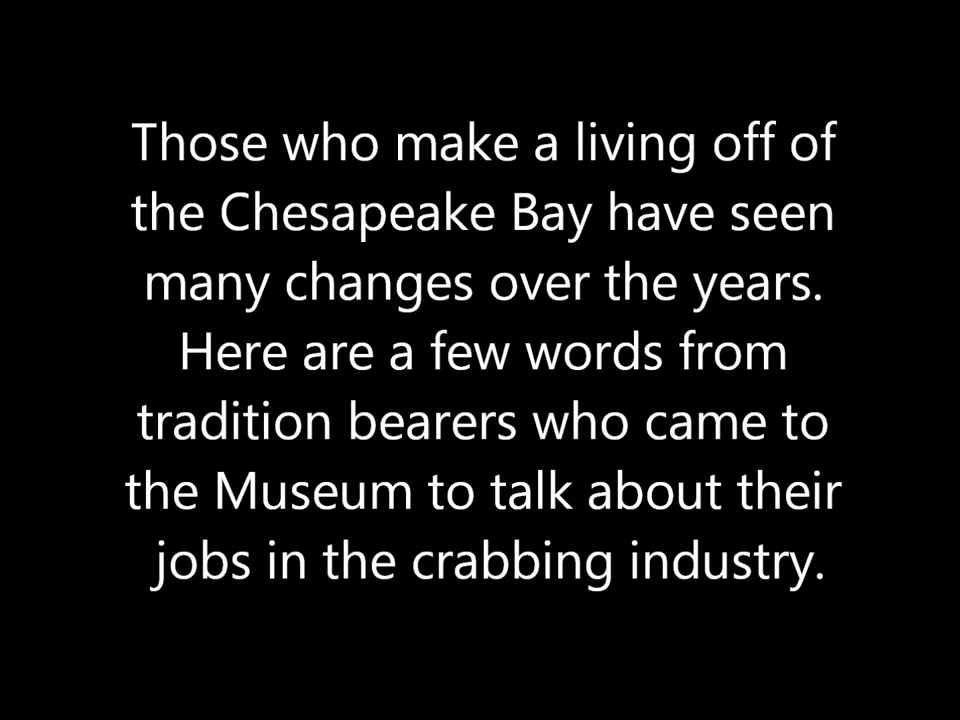 Those who make a living off of
the Chesapeake Bay have seen
many changes over the years.
Here are a few words from
tradition bearers who came to
the Museum to talk about their
jobs in the crabbing industry.